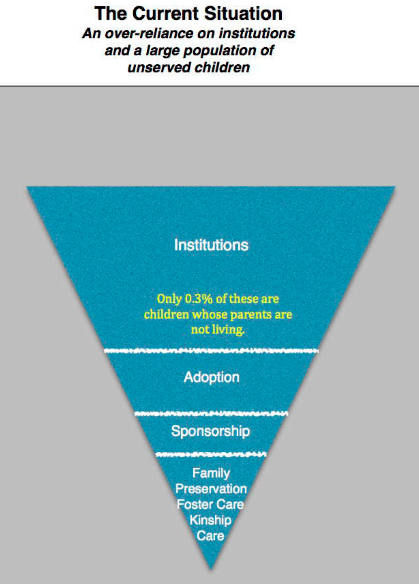 The Current Situation
An over-reliance on institutions
and a large population of
unserved children
Institutions
Only 0.3% of these are
children whose parents are
not living.
Adoption
Sponsorship
Family
Preservation
Foster Care
Kinship
Care